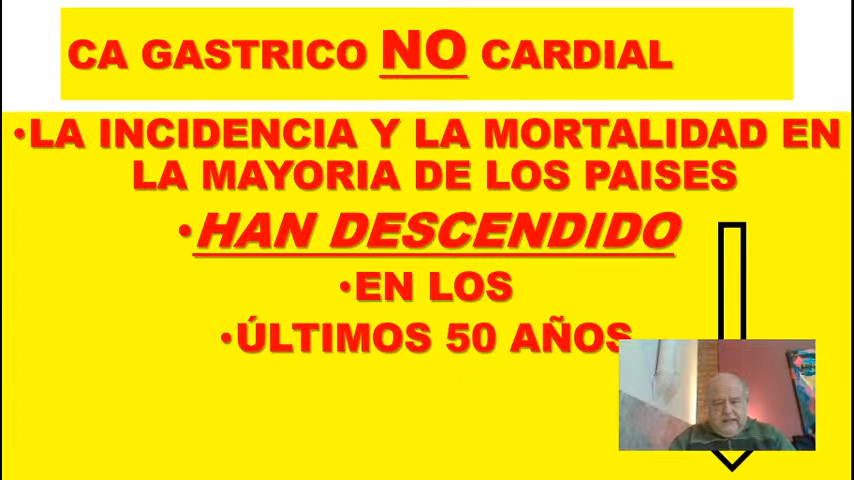 CA GASTRICO NO CARDIAL
•LA INCIDENCIA Y LA MORTALIDAD EN
LA MAYORIA DE LOS PAISES
•HAN DESCENDIDO
•EN LOS
•ÚLTIMOS 50 AÑOS